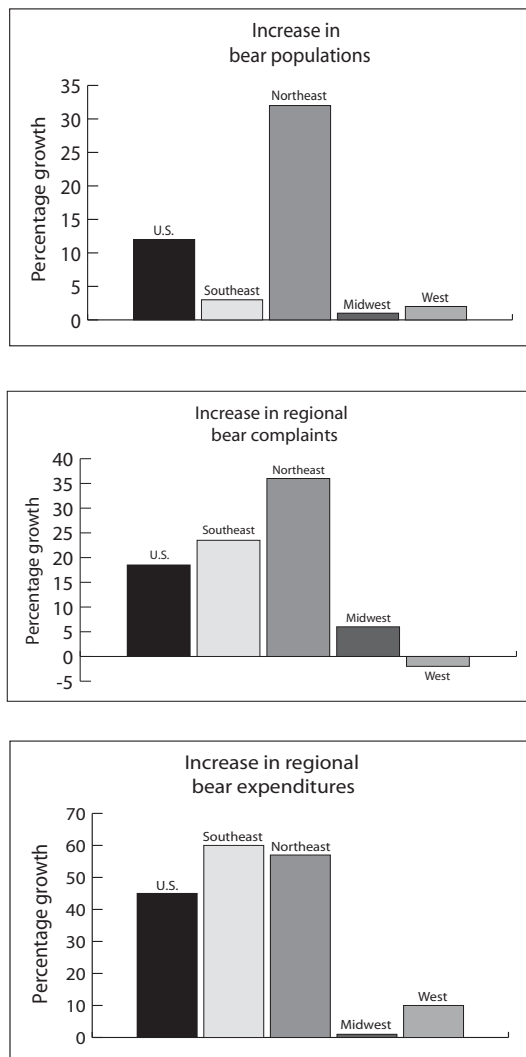 Increase in
bear populations
Percentage growth
35
30
25
20
15
10
5
0
U.S.
Southeast
Northeast
Midwest
West
Increase in regional
bear complaints
Percentage growth
40
35
30
25
20
15
10
5
0
-5
U.S.
Southeast
Northeast
Midwest
West
Increase in regional
bear expenditures
Percentage growth
70
60
50
40
30
20
10
0
U.S.
Southeast
Northeast
Midwest
West